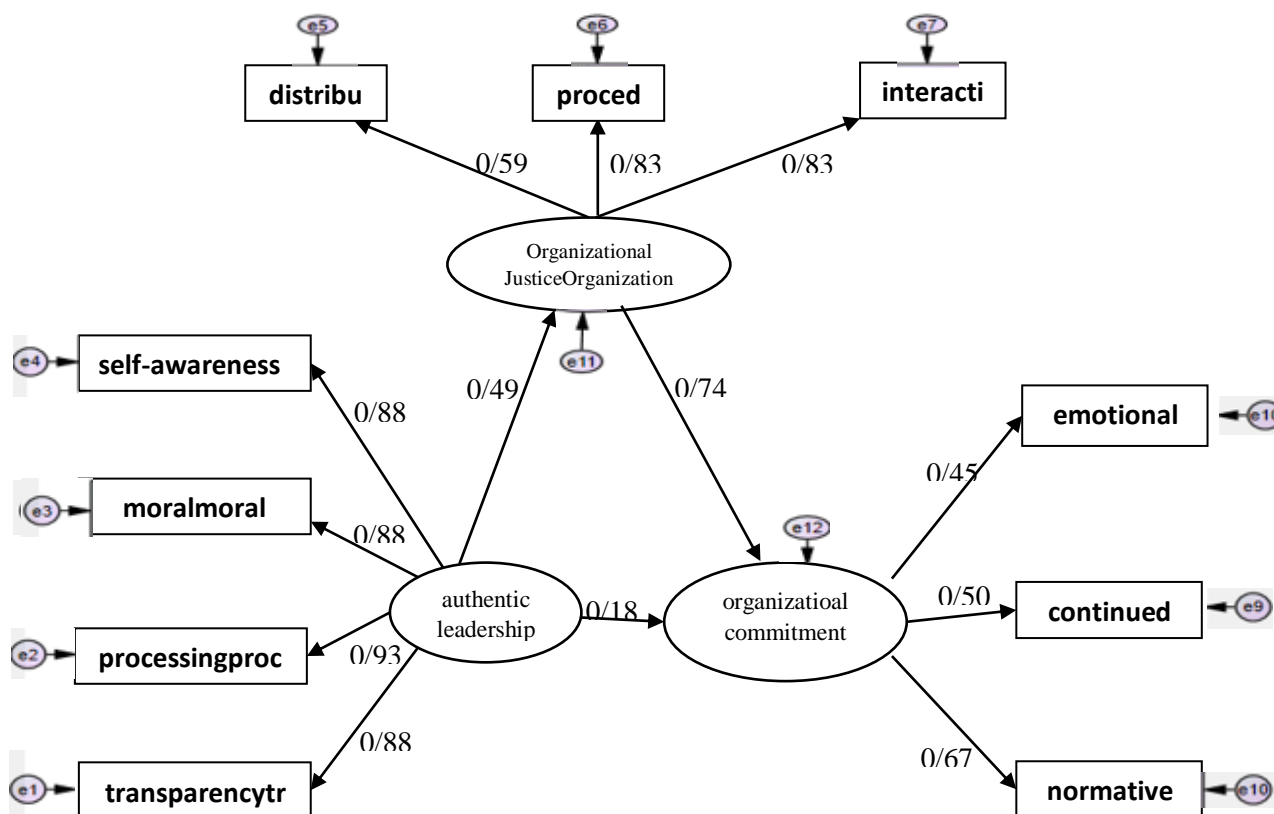 e5
e6
e7
distribu
proced
interacti
0/59
0/83
0/83
Organizational
JusticeOrganization
e4
self-awareness
e11
0/49
0/74
0/88
emotional
e10
0/45
e3
moralmoral
0/88
e12
authentic
leadership
0/18
organizatioal
commitment
0/50
continued
e9
e2
processingproc
0/93
0/88
0/67
e1
transparencytr
normative
e10